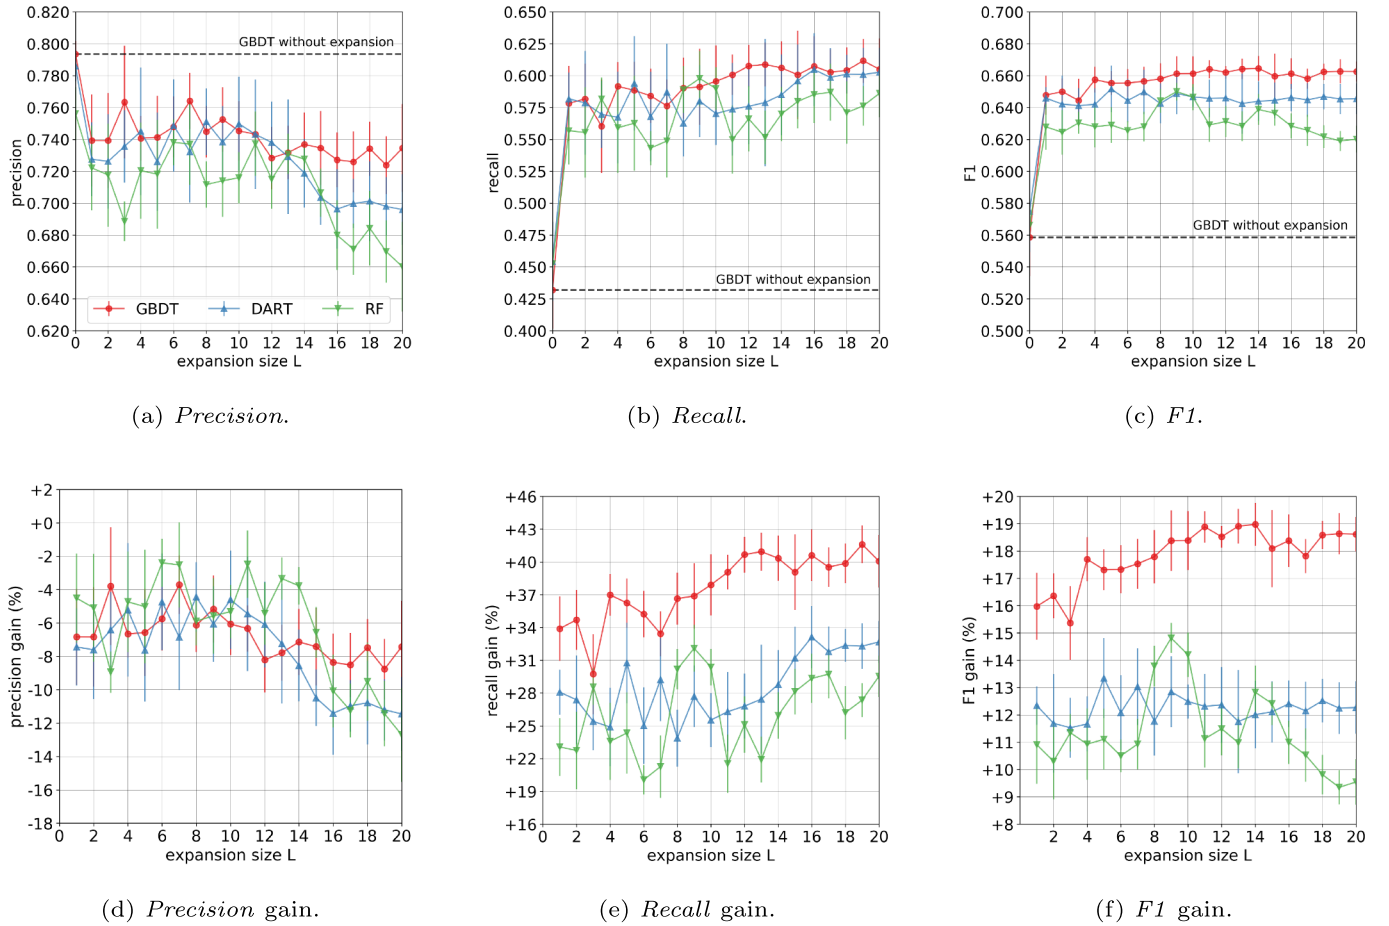 0.820
0.800
0.780
0.760
0.740
0.720
0.700
0.680
0.660
0.640
0.620
precision
GBDT without expansion
GBDT DART RF
0 2 4 6 8 10 12 14 16 18 20
expansion size L
(a) Precision.
0.650
0.625
0.600
0.575
0.550
0.525
0.500
0.475
0.450
0.425
0.400
recall
GBDT without expansion
0 2 4 6 8 10 12 14 16 18 20
expansion size L
(b) Recall.
0.700
0.680
0.660
0.640
0.620
0.600
0.580
0.560
0.540
0.520
0.500
F1
GBDT without expansion
0 2 4 6 8 10 12 14 16 18 20
expansion size L
(c) F1.
+2
+0
-2
-4
-6
-8
-10
-12
-14
-16
-18
precision gain (%)
0 2 4 6 8 10 12 14 16 18 20
expansion size L
(d) Precision gain.
+46
+43
+40
+37
+34
+31
+28
+25
+22
+19
+16
recall gain (%)
0 2 4 6 8 10 12 14 16 18 20
expansion size L
(e) Recall gain.
+20
+19
+18
+17
+16
+15
+14
+13
+12
+11
+10
+9
+8
F1 gain (%)
0 2 4 6 8 10 12 14 16 18 20
expansion size L
(f) F1 gain.